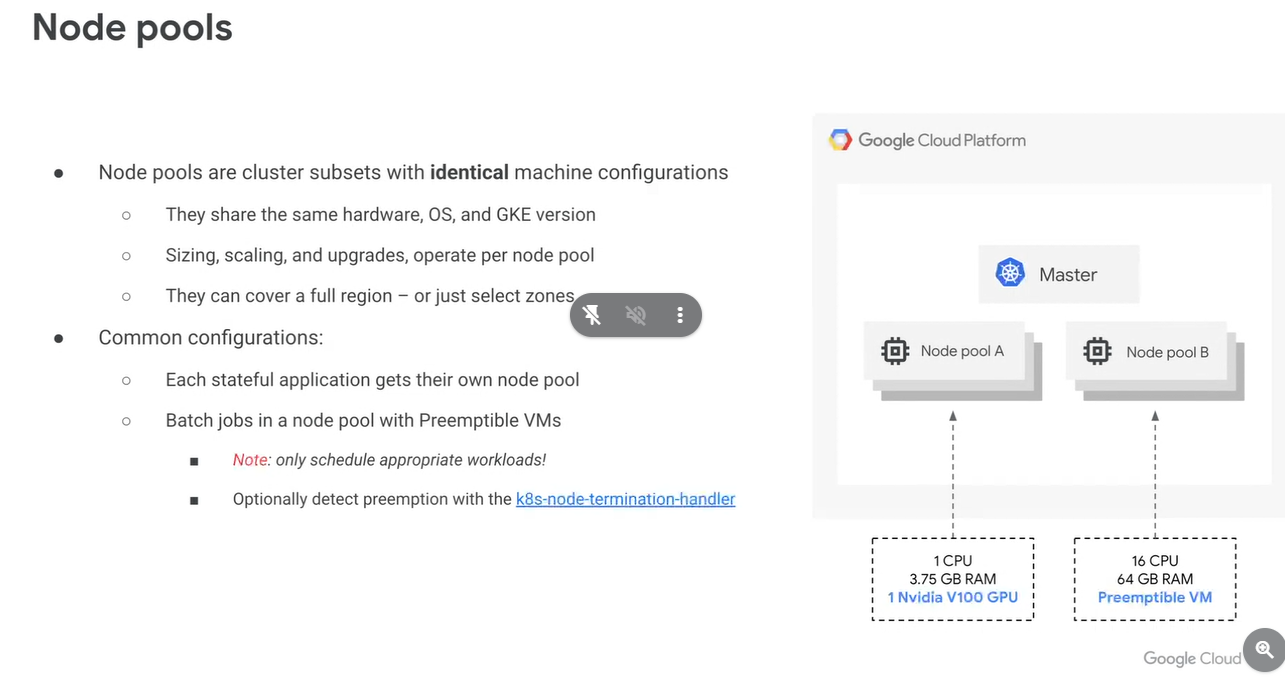 Node pools
Node pools are cluster subsets with identical machine configurations
They share the same hardware, OS, and GKE version
Sizing, scaling, and upgrades, operate per node pool
They can cover a full region – or just select zones
Common configurations:
Each stateful application gets their own node pool
Batch jobs in a node pool with Preemptible VMs
Note: only schedule appropriate workloads!
Optionally detect preemption with the k8s-node-termination-handler
Google Cloud Platform
Master
Node pool A
Node pool B
1 CPU
3.75 GB RAM
1 Nvidia V100 GPU
16 CPU
64 GB RAM
Preemptible VM
Google Cloud